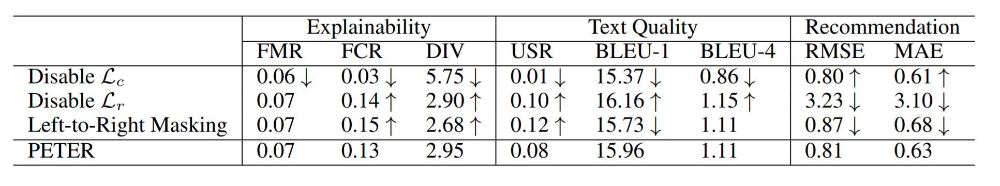 Explainability Text Quality Recommendation
FMR FCR DIV USR BLEU-1 BLEU-4 RMSE MAE
Disable ℒc 0.06 ↓ 0.03 ↓ 5.75 ↓ 0.01 ↓ 15.37 ↓ 0.86 ↓ 0.80 ↑ 0.61 ↑
Disable ℒr 0.07 0.14 ↑ 2.90 ↑ 0.10 ↑ 16.16 ↑ 1.15 ↑ 3.23 ↓ 3.10 ↓
Left-to-Right Masking 0.07 0.15 ↑ 2.68 ↑ 0.12 ↑ 15.73 ↓ 1.11 0.87 ↓ 0.68 ↓
PETER 0.07 0.13 2.95 0.08 15.96 1.11 0.81 0.63